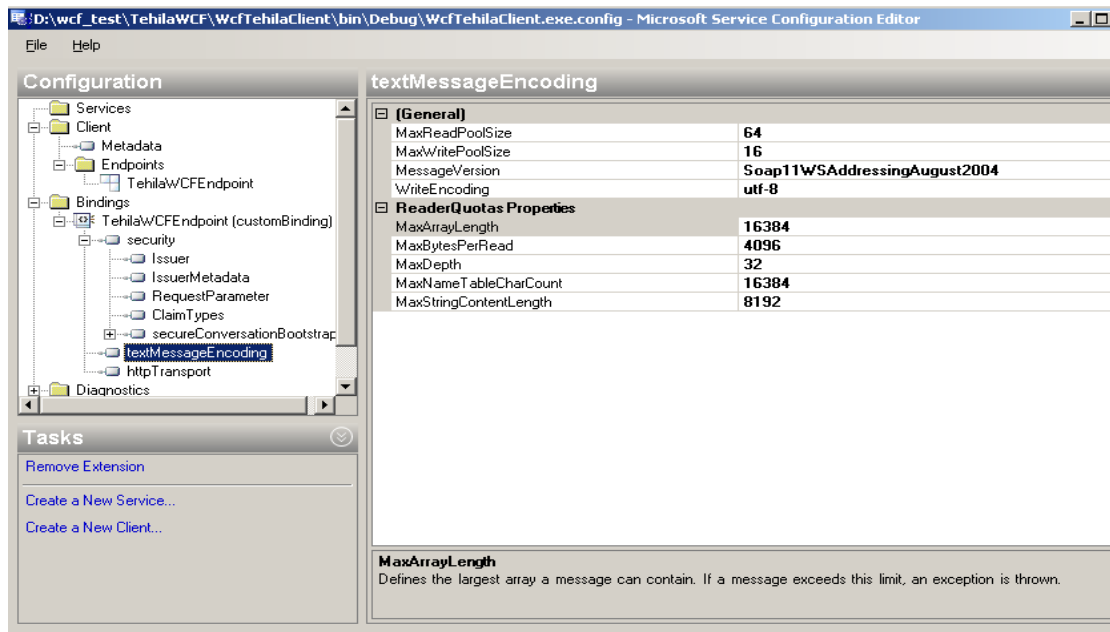 D:\wcf_test\TehilaWCF\WcfTehilaClient\bin\Debug\WcfTehilaClient.exe.config - Microsoft Service Configuration Editor
File Help
Configuration
Services
Client
Metadata
Endpoints
TehilaWCFEndpoint
Bindings
TehilaWCFEndpoint (customBinding)
security
Issuer
IssuerMetadata
RequestParameter
ClaimTypes
secureConversationBootstrap
textMessageEncoding
httpTransport
Diagnostics
Tasks
Remove Extension
Create a New Service...
Create a New Client...
textMessageEncoding
(General)
MaxReadPoolSize 64
MaxWritePoolSize 16
MessageVersion Soap11WSAddressingAugust2004
WriteEncoding utf-8
ReaderQuotas Properties
MaxArrayLength 16384
MaxBytesPerRead 4096
MaxDepth 32
MaxNameTableCharCount 16384
MaxStringContentLength 8192
MaxArrayLength
Defines the largest array a message can contain. If a message exceeds this limit, an exception is thrown.